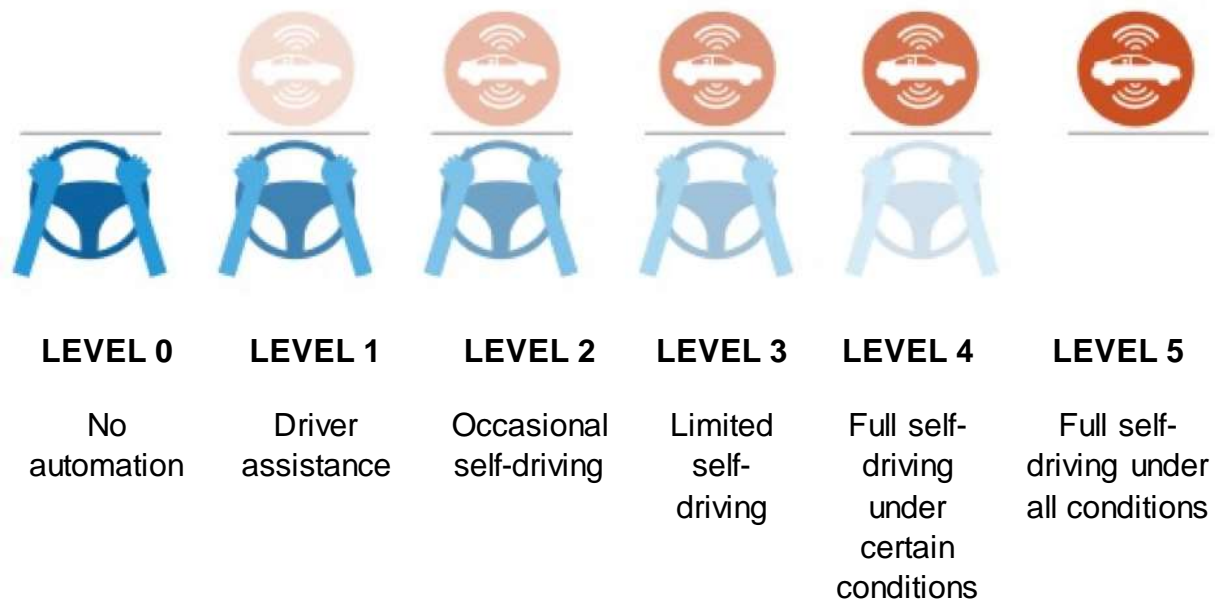 LEVEL 0 LEVEL 1 LEVEL 2 LEVEL 3 LEVEL 4 LEVEL 5
No
automation
Driver
assistance
Occasional
self-driving
Limited
self-
driving
Full self-
driving
under
certain
conditions
Full self-
driving under
all conditions